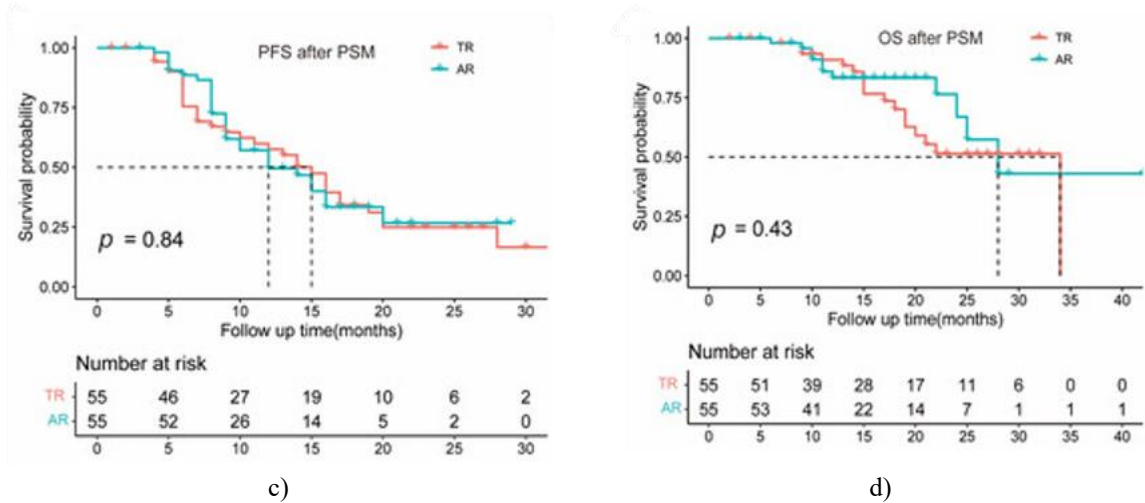 PFS after PSM
TR
AR
Survival probability
1.00
0.75
0.50
0.25
0.00
p = 0.84
0 5 10 15 20 25 30
Follow up time(months)
Number at risk
TR 55 46 27 19 10 6 2
AR 55 52 26 14 5 2 0
0 5 10 15 20 25 30
c)
OS after PSM
TR
AR
Survival probability
1.00
0.75
0.50
0.25
0.00
p = 0.43
0 5 10 15 20 25 30 35 40
Follow up time(months)
Number at risk
TR 55 51 39 28 17 11 6 0 0
AR 55 53 41 22 14 7 1 1 1
0 5 10 15 20 25 30 35 40
d)